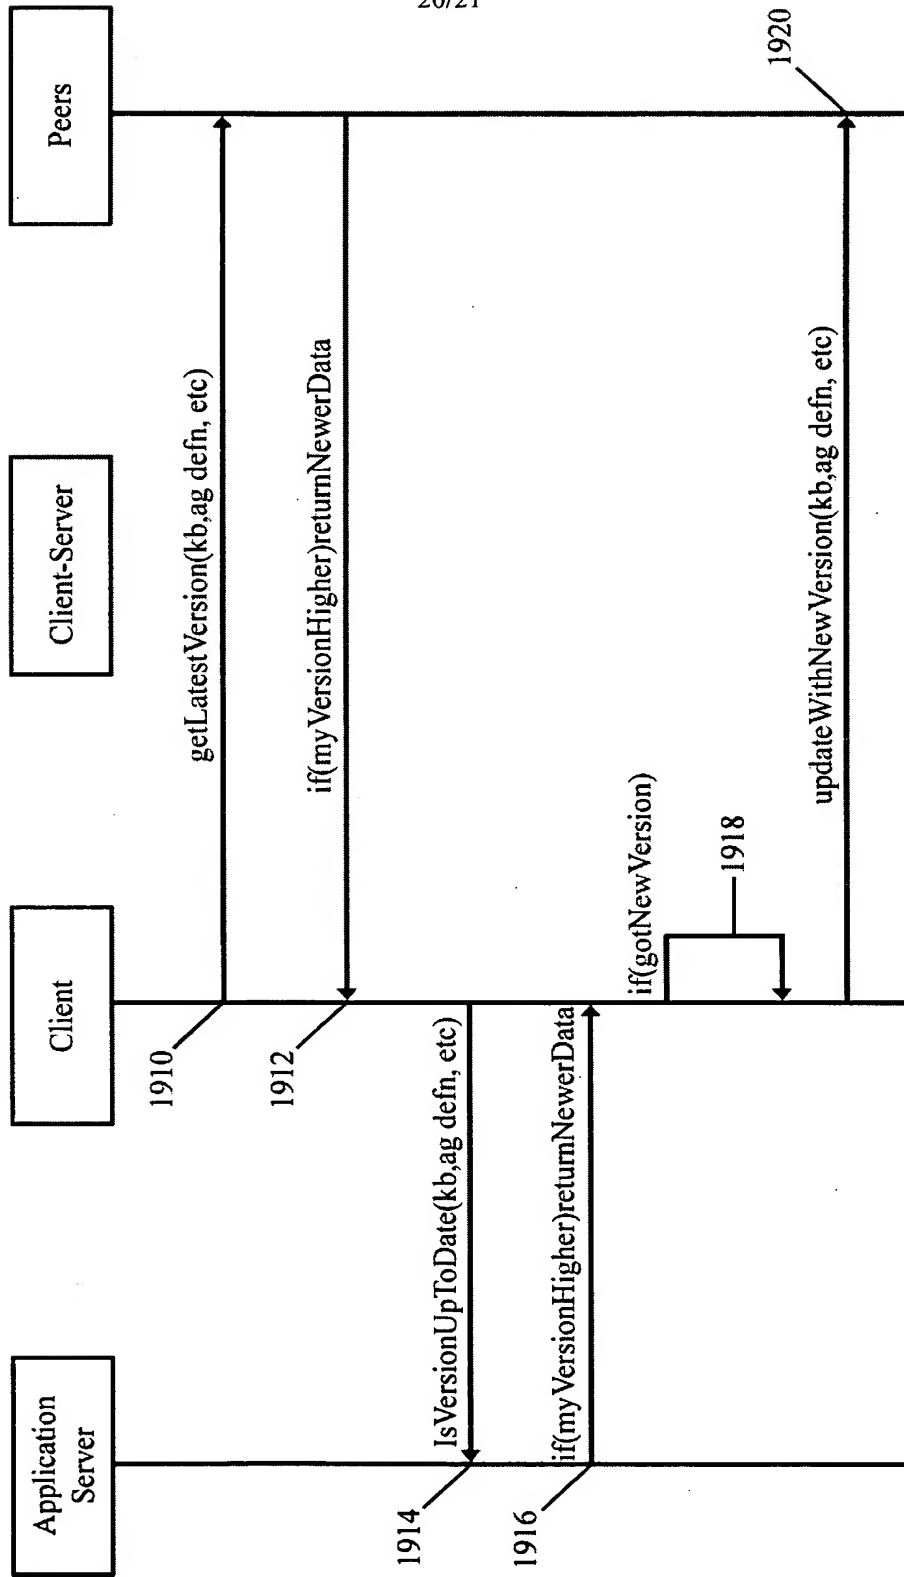 20/21
Application
Server
Client
Client-Server
Peers
getLatestVersion(kb,ag defn, etc)
1910
if(myVersionHigher)returnNewerData
1912
IsVersionUpToDate(kb,ag defn, etc)
1914
if(myVersionHigher)returnNewerData
1916
if(gotNewVersion)
1918
updateWithNewVersion(kb,ag defn, etc)
1920